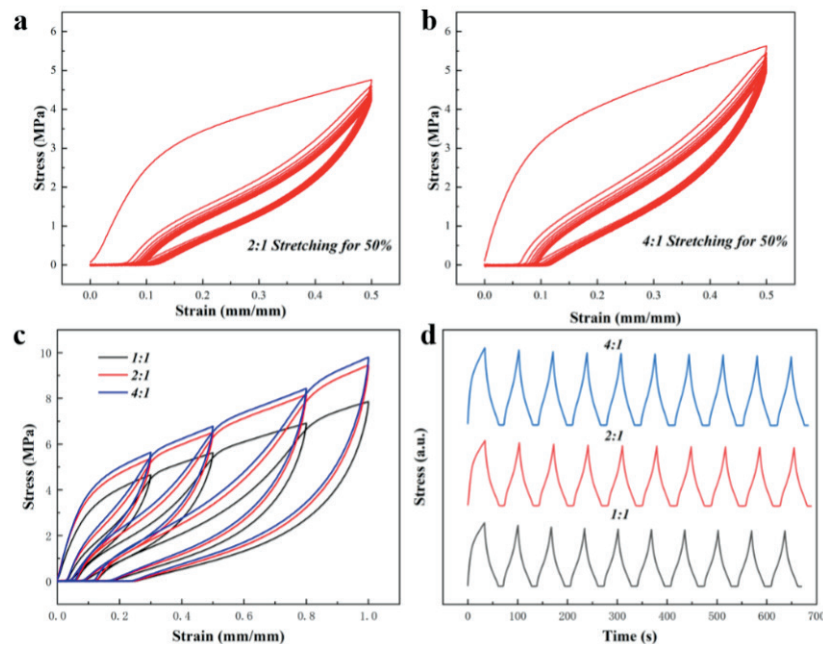 a
6
5
4
3
2
1
0
Stress (MPa)
2:1 Stretching for 50%
0.0 0.1 0.2 0.3 0.4 0.5
Strain (mm/mm)
b
6
5
4
3
2
1
0
Stress (MPa)
4:1 Stretching for 50%
0.0 0.1 0.2 0.3 0.4 0.5
Strain (mm/mm)
c
10
8
6
4
2
0
Stress (MPa)
1:1
2:1
4:1
0.0 0.2 0.4 0.6 0.8 1.0
Strain (mm/mm)
d
Stress (a.u.)
4:1
2:1
1:1
0 100 200 300 400 500 600 700
Time (s)